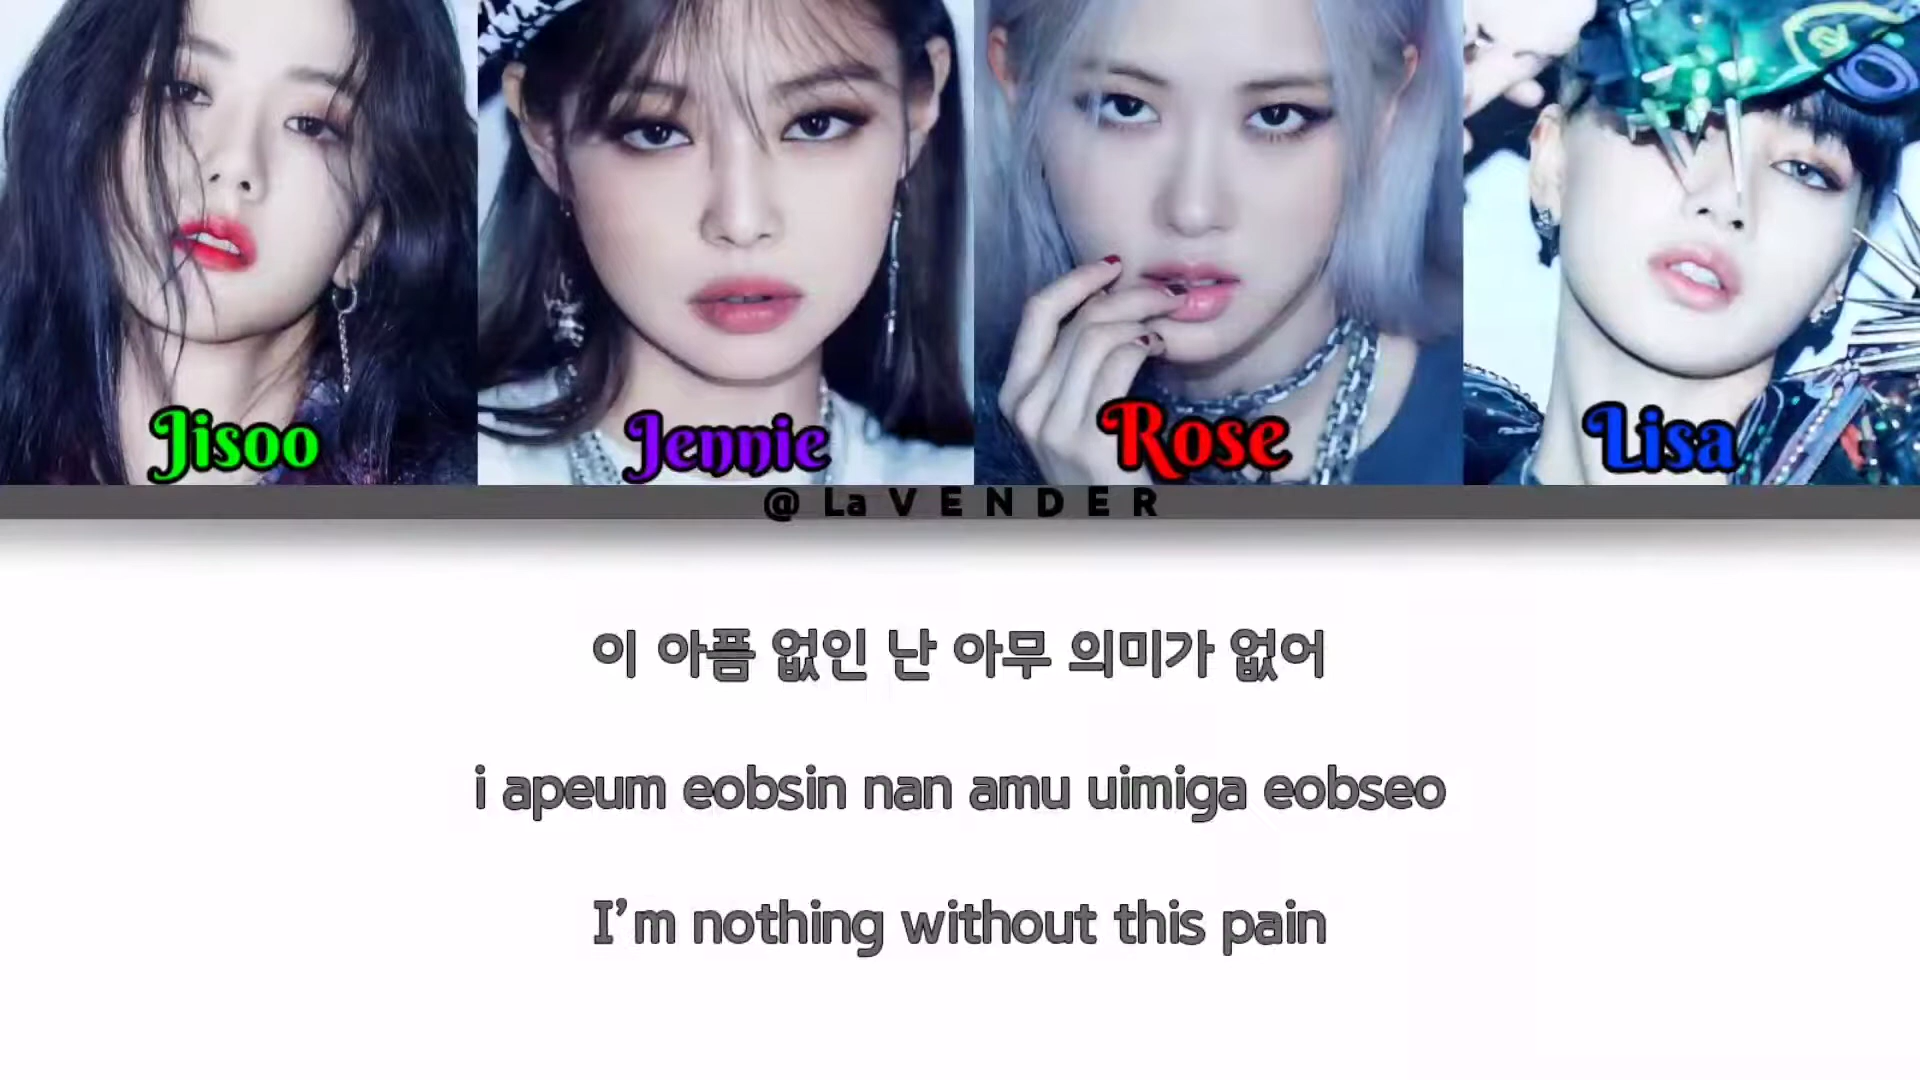 Jisoo
Jennie
Rose
Lisa
@ La V E N D E R
이 아픔 없인 난 아무 의미가 없어
i apeum eobsin nan amu uimiga eobseo
I'm nothing without this pain